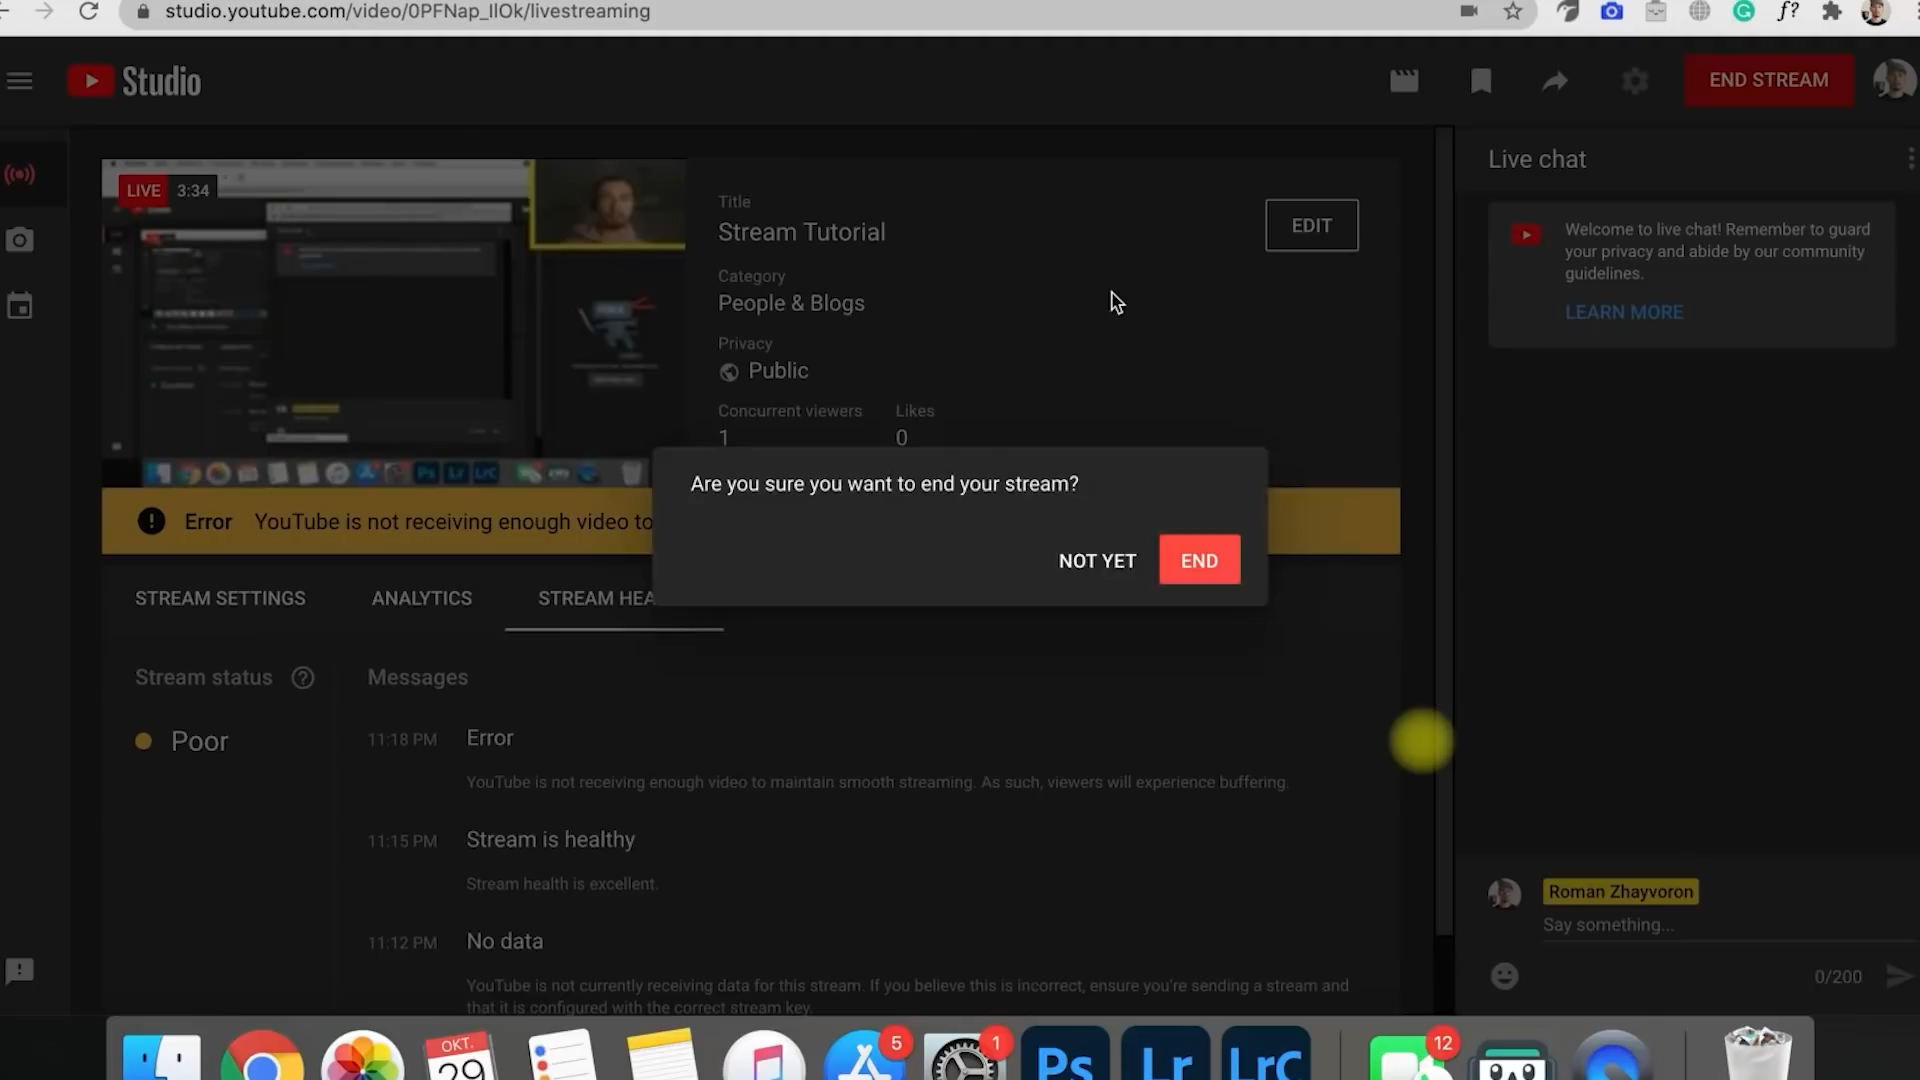 studio.youtube.com/video/0PFNap_IlOk/livestreaming
Studio
END STREAM
LIVE 3:34
Title
Stream Tutorial
EDIT
Category
People & Blogs
Privacy
Public
Concurrent viewers Likes
1 0
Live chat
Welcome to live chat! Remember to guard
your privacy and abide by our community
guidelines.
LEARN MORE
Are you sure you want to end your stream?
NOT YET END
Error YouTube is not receiving enough video to
STREAM SETTINGS ANALYTICS STREAM HEA
Stream status Messages
Poor
11:18 PM Error
YouTube is not receiving enough video to maintain smooth streaming. As such, viewers will experience buffering.
11:15 PM Stream is healthy
Stream health is excellent.
11:12 PM No data
YouTube is not currently receiving data for this stream. If you believe this is incorrect, ensure you're sending a stream and
that it is configured with the correct stream key.
Roman Zhayvoron
Say something...
0/200
ОКТ.
29
5
1
Ps
Lr
LrC
12